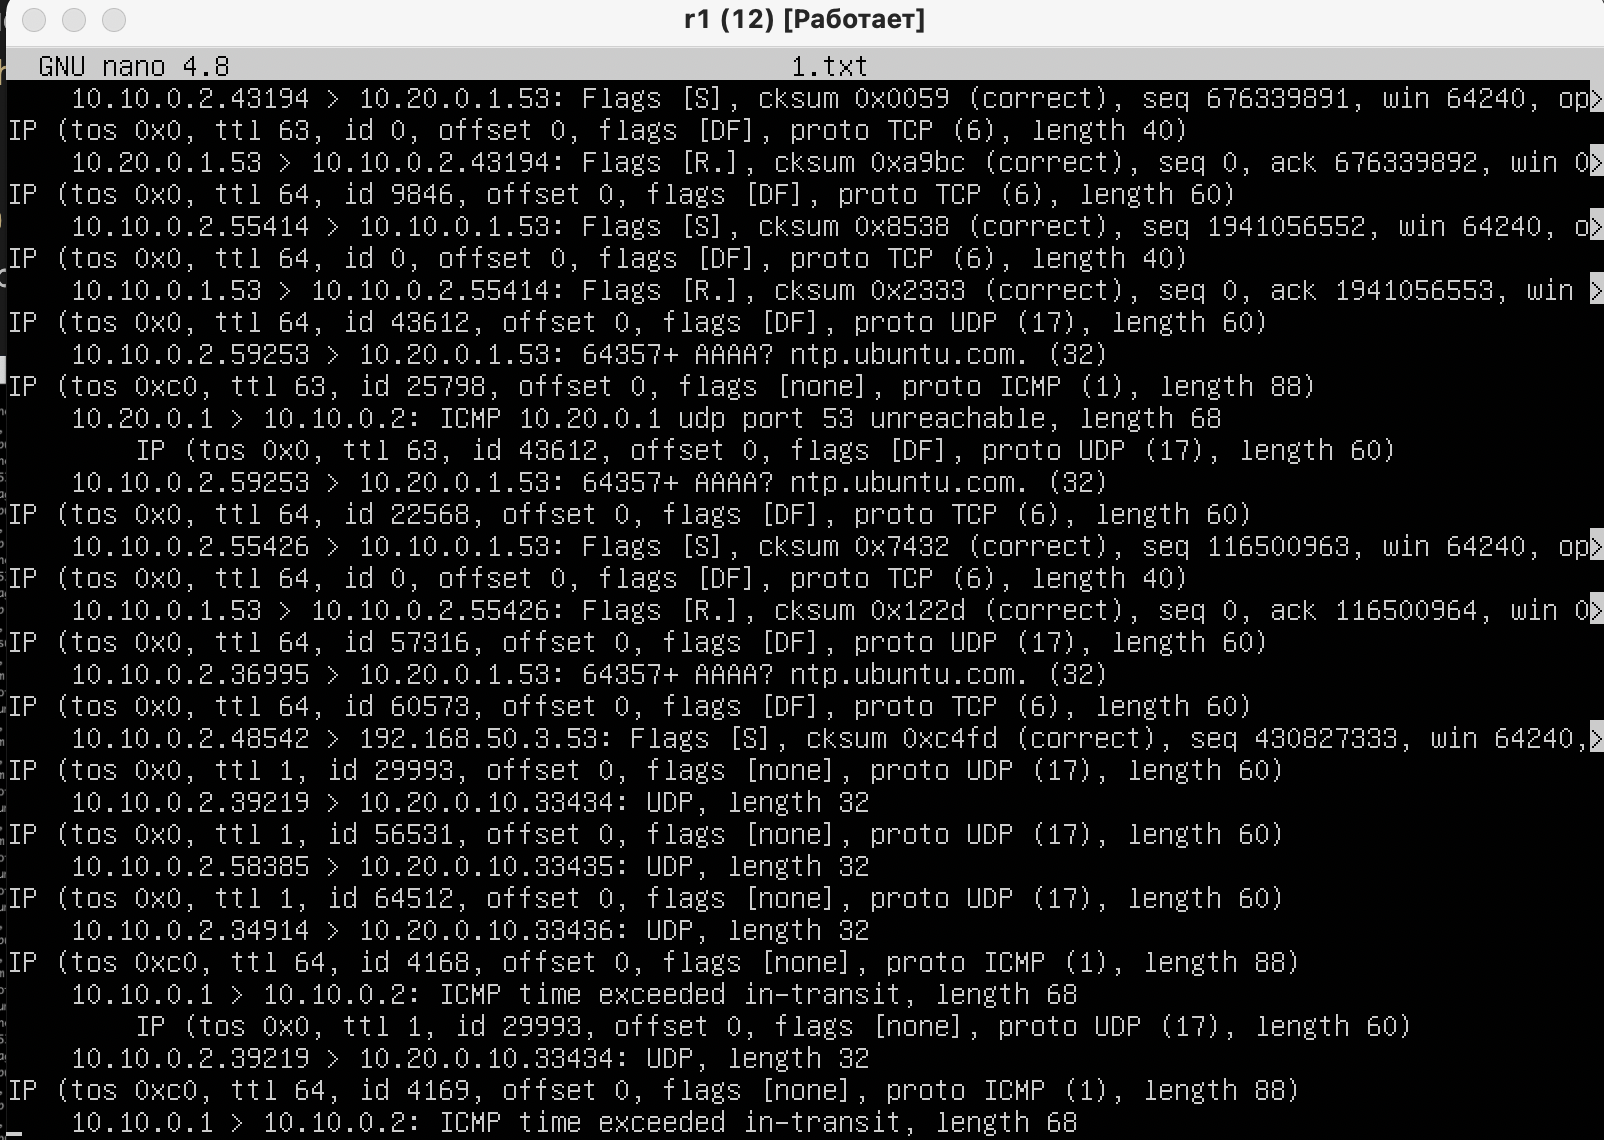 r1 (12) [Работает]
GNU nano 4.8 1.txt
10.10.0.2.43194 > 10.20.0.1.53: Flags [S], cksum 0x0059 (correct), seq 676339891, win 64240, op>
IP (tos 0x0, ttl 63, id 0, offset 0, flags [DF], proto TCP (6), length 40)
10.20.0.1.53 > 10.10.0.2.43194: Flags [R.], cksum 0xa9bc (correct), seq 0, ack 676339892, win 0>
IP (tos 0x0, ttl 64, id 9846, offset 0, flags [DF], proto TCP (6), length 60)
10.10.0.2.55414 > 10.10.0.1.53: Flags [S], cksum 0x8538 (correct), seq 1941056552, win 64240, o>
IP (tos 0x0, ttl 64, id 0, offset 0, flags [DF], proto TCP (6), length 40)
10.10.0.1.53 > 10.10.0.2.55414: Flags [R.], cksum 0x2333 (correct), seq 0, ack 1941056553, win >
IP (tos 0x0, ttl 64, id 43612, offset 0, flags [DF], proto UDP (17), length 60)
10.10.0.2.59253 > 10.20.0.1.53: 64357+ AAAA? ntp.ubuntu.com. (32)
IP (tos 0xc0, ttl 63, id 25798, offset 0, flags [none], proto ICMP (1), length 88)
10.20.0.1 > 10.10.0.2: ICMP 10.20.0.1 udp port 53 unreachable, length 68
IP (tos 0x0, ttl 63, id 43612, offset 0, flags [DF], proto UDP (17), length 60)
10.10.0.2.59253 > 10.20.0.1.53: 64357+ AAAA? ntp.ubuntu.com. (32)
IP (tos 0x0, ttl 64, id 22568, offset 0, flags [DF], proto TCP (6), length 60)
10.10.0.2.55426 > 10.10.0.1.53: Flags [S], cksum 0x7432 (correct), seq 116500963, win 64240, op>
IP (tos 0x0, ttl 64, id 0, offset 0, flags [DF], proto TCP (6), length 40)
10.10.0.1.53 > 10.10.0.2.55426: Flags [R.], cksum 0x122d (correct), seq 0, ack 116500964, win 0>
IP (tos 0x0, ttl 64, id 57316, offset 0, flags [DF], proto UDP (17), length 60)
10.10.0.2.36995 > 10.20.0.1.53: 64357+ AAAA? ntp.ubuntu.com. (32)
IP (tos 0x0, ttl 64, id 60573, offset 0, flags [DF], proto TCP (6), length 60)
10.10.0.2.48542 > 192.168.50.3.53: Flags [S], cksum 0xc4fd (correct), seq 430827333, win 64240,>
IP (tos 0x0, ttl 1, id 29993, offset 0, flags [none], proto UDP (17), length 60)
10.10.0.2.39219 > 10.20.0.10.33434: UDP, length 32
IP (tos 0x0, ttl 1, id 56531, offset 0, flags [none], proto UDP (17), length 60)
10.10.0.2.58385 > 10.20.0.10.33435: UDP, length 32
IP (tos 0x0, ttl 1, id 64512, offset 0, flags [none], proto UDP (17), length 60)
10.10.0.2.34914 > 10.20.0.10.33436: UDP, length 32
IP (tos 0xc0, ttl 64, id 4168, offset 0, flags [none], proto ICMP (1), length 88)
10.10.0.1 > 10.10.0.2: ICMP time exceeded in-transit, length 68
IP (tos 0x0, ttl 1, id 29993, offset 0, flags [none], proto UDP (17), length 60)
10.10.0.2.39219 > 10.20.0.10.33434: UDP, length 32
IP (tos 0xc0, ttl 64, id 4169, offset 0, flags [none], proto ICMP (1), length 88)
10.10.0.1 > 10.10.0.2: ICMP time exceeded in-transit, length 68